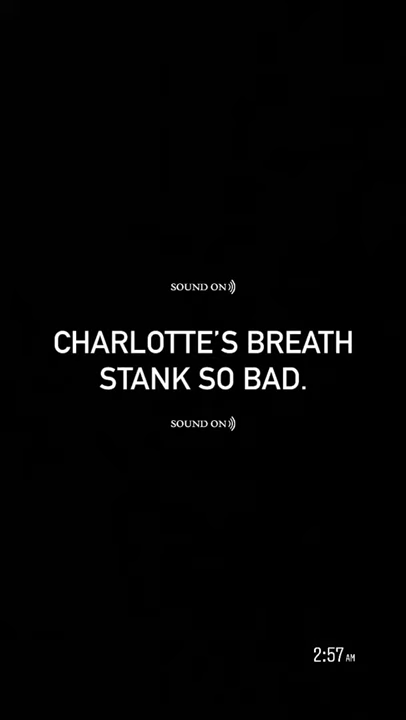 SOUND ON
CHARLOTTE’S BREATH
STANK SO BAD.
SOUND ON
2:57 AM